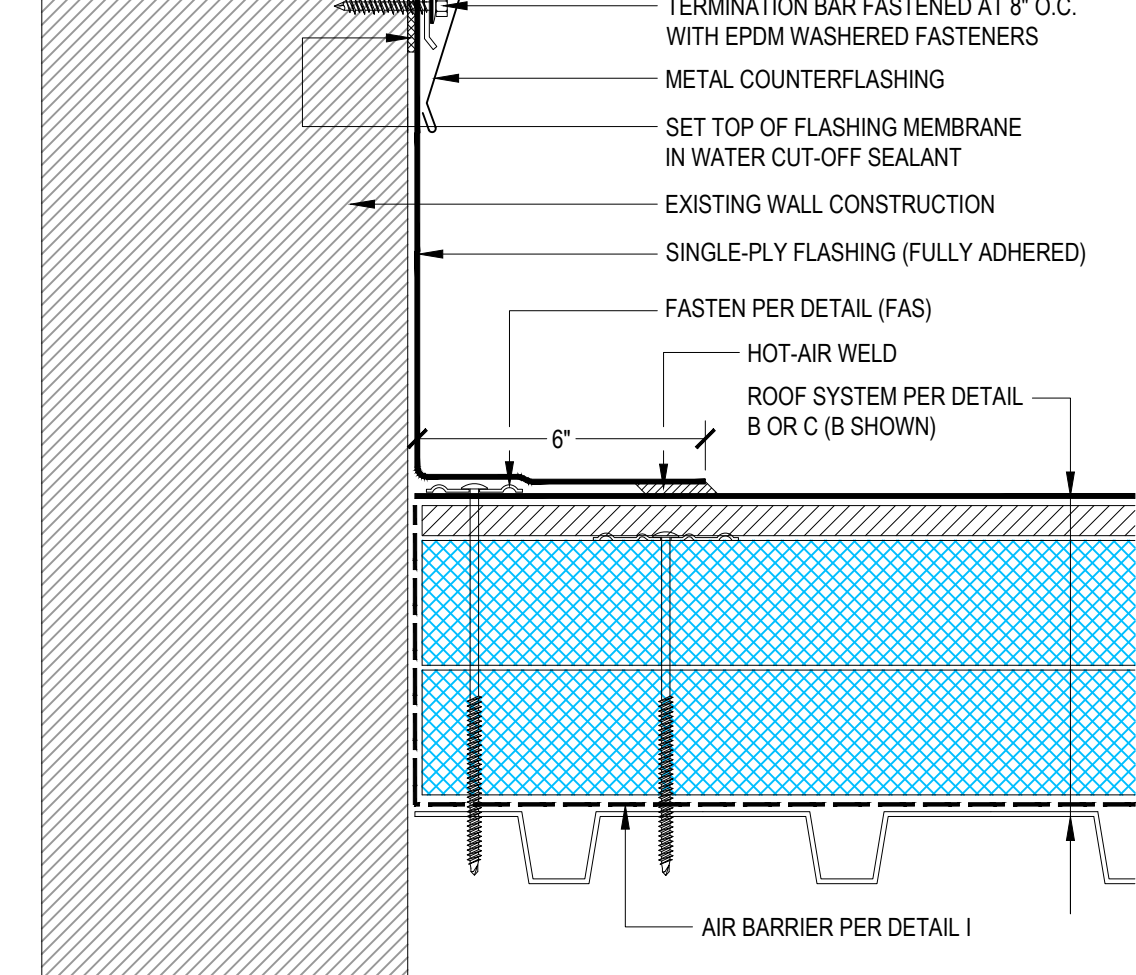 TERMINATION BAR FASTENED AT 8" O.C.
WITH EPDM WASHERED FASTENERS
METAL COUNTERFLASHING
SET TOP OF FLASHING MEMBRANE
IN WATER CUT-OFF SEALANT
EXISTING WALL CONSTRUCTION
SINGLE-PLY FLASHING (FULLY ADHERED)
FASTEN PER DETAIL (FAS)
HOT-AIR WELD
ROOF SYSTEM PER DETAIL
B OR C (B SHOWN)
6"
AIR BARRIER PER DETAIL I